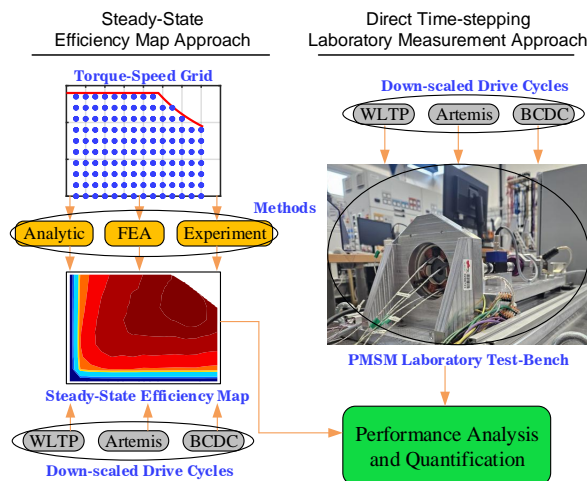 Steady-State
Efficiency Map Approach
Torque-Speed Grid
Methods
Analytic
FEA
Experiment
Steady-State Efficiency Map
WLTP
Artemis
BCDC
Down-scaled Drive Cycles
Direct Time-stepping
Laboratory Measurement Approach
Down-scaled Drive Cycles
WLTP
Artemis
BCDC
PMSM Laboratory Test-Bench
Performance Analysis
and Quantification